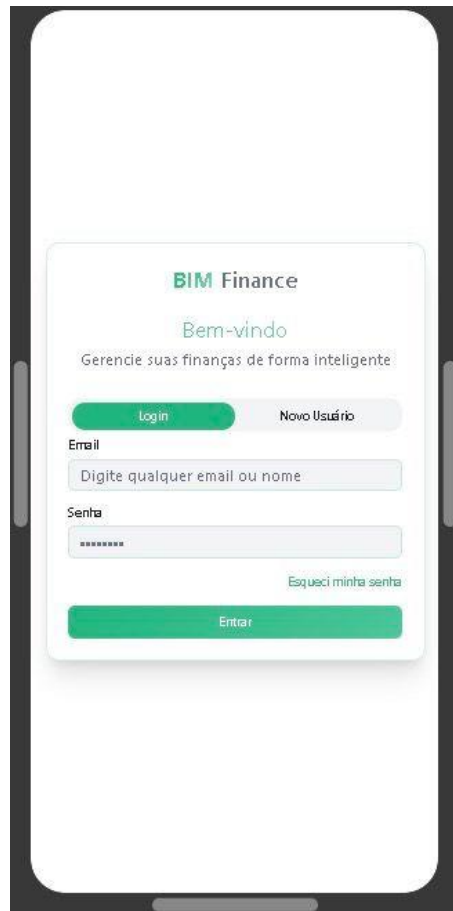 BIM Finance
Bem-vindo
Gerencie suas finanças de forma inteligente
Login Novo Usuário
Email
Digite qualquer email ou nome
Senha
••••••••
Esqueci minha senha
Entrar